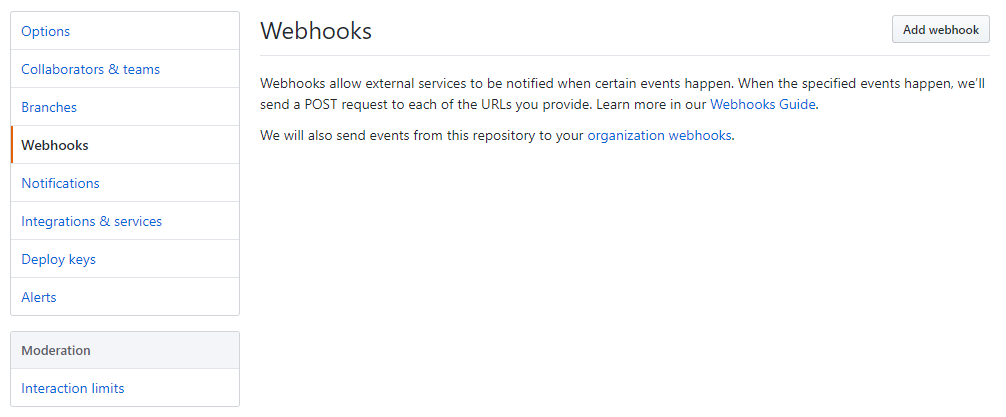 Options
Collaborators & teams
Branches
Webhooks
Notifications
Integrations & services
Deploy keys
Alerts
Moderation
Interaction limits
Webhooks
Add webhook
Webhooks allow external services to be notified when certain events happen. When the specified events happen, we'll
send a POST request to each of the URLs you provide. Learn more in our Webhooks Guide.
We will also send events from this repository to your organization webhooks.